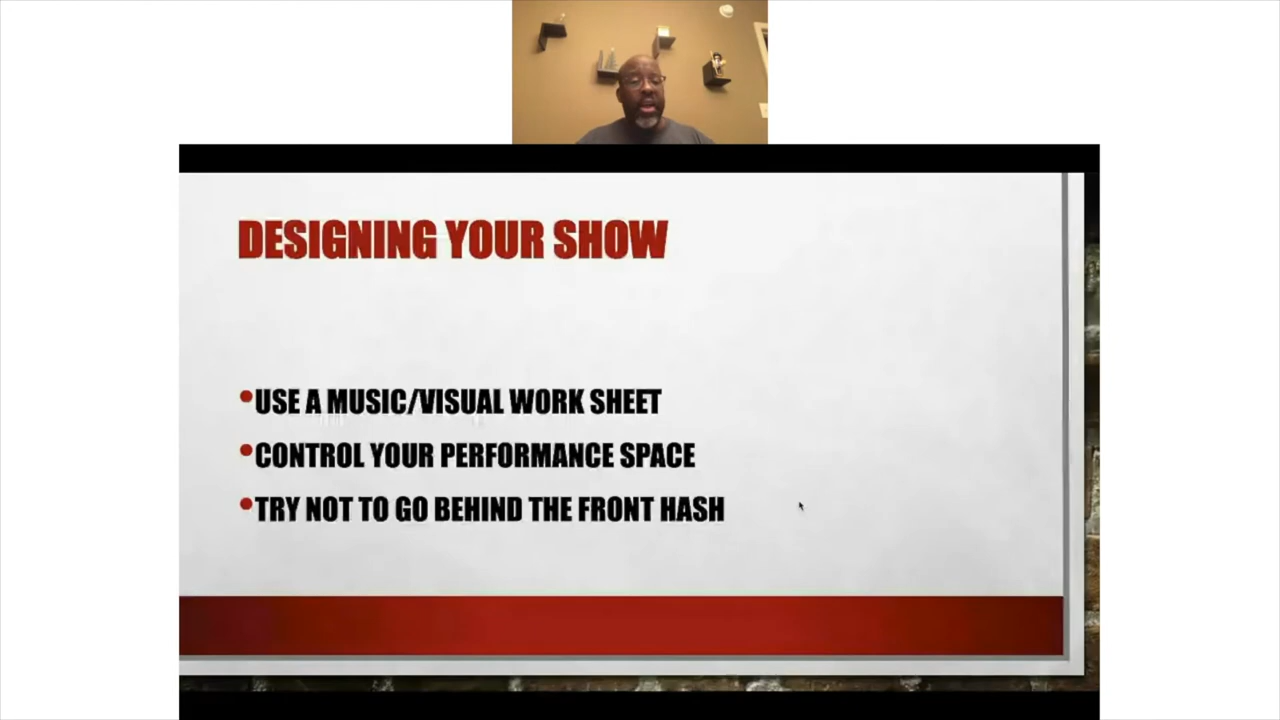 DESIGNING YOUR SHOW
•USE A MUSIC/VISUAL WORK SHEET
•CONTROL YOUR PERFORMANCE SPACE
•TRY NOT TO GO BEHIND THE FRONT HASH